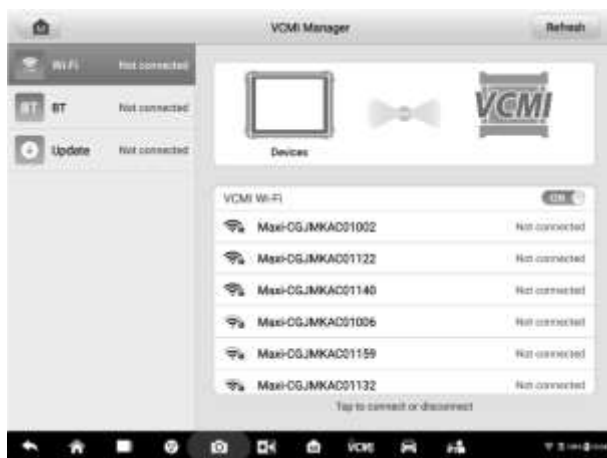 VCMI Manager
Refresh
Wi-Fi Not connected
BT BT Not connected
Update Not connected
VCMI
Devices
VCMI Wi-Fi ON
Maxi-CGJMKAC01002 Not connected
Maxi-CGJMKAC01122 Not connected
Maxi-CGJMKAC01140 Not connected
Maxi-CGJMKAC01006 Not connected
Maxi-CGJMKAC01159 Not connected
Maxi-CGJMKAC01132 Not connected
Tap to connect or disconnect
VCMI